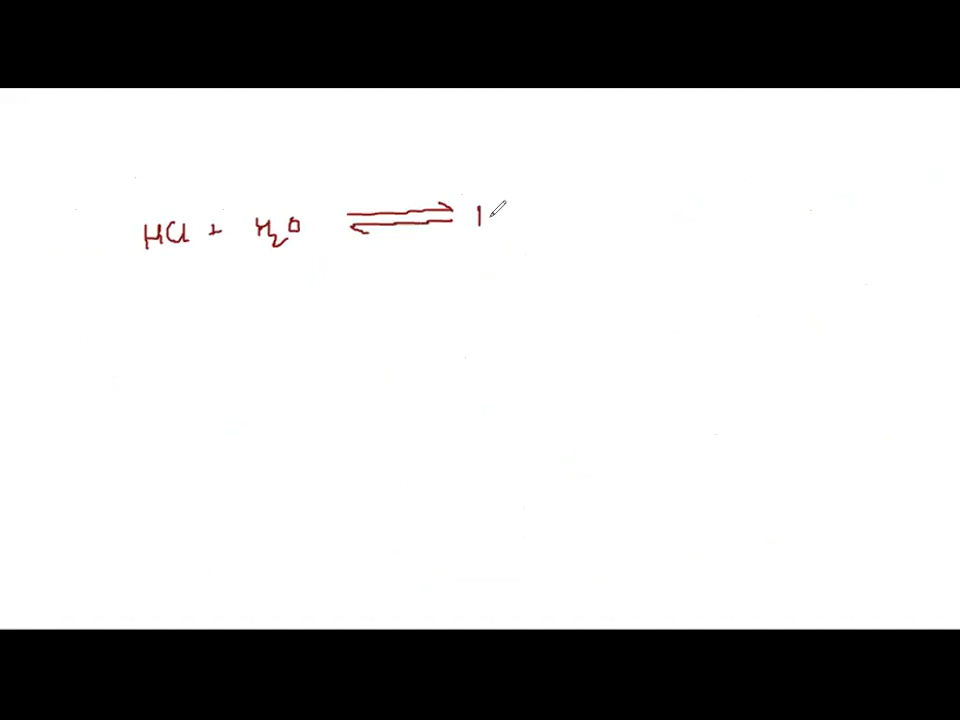 HCl + H₂O ⇌ I